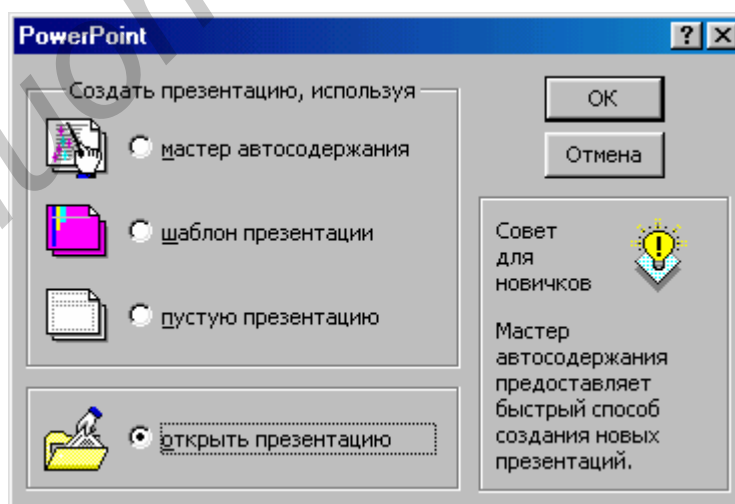 PowerPoint
Создать презентацию, используя
мастер автосодержания
шаблон презентации
пустую презентацию
открыть презентацию
ОК
Отмена
Совет
для
новичков
Мастер
автосодержания
предоставляет
быстрый способ
создания новых
презентаций.